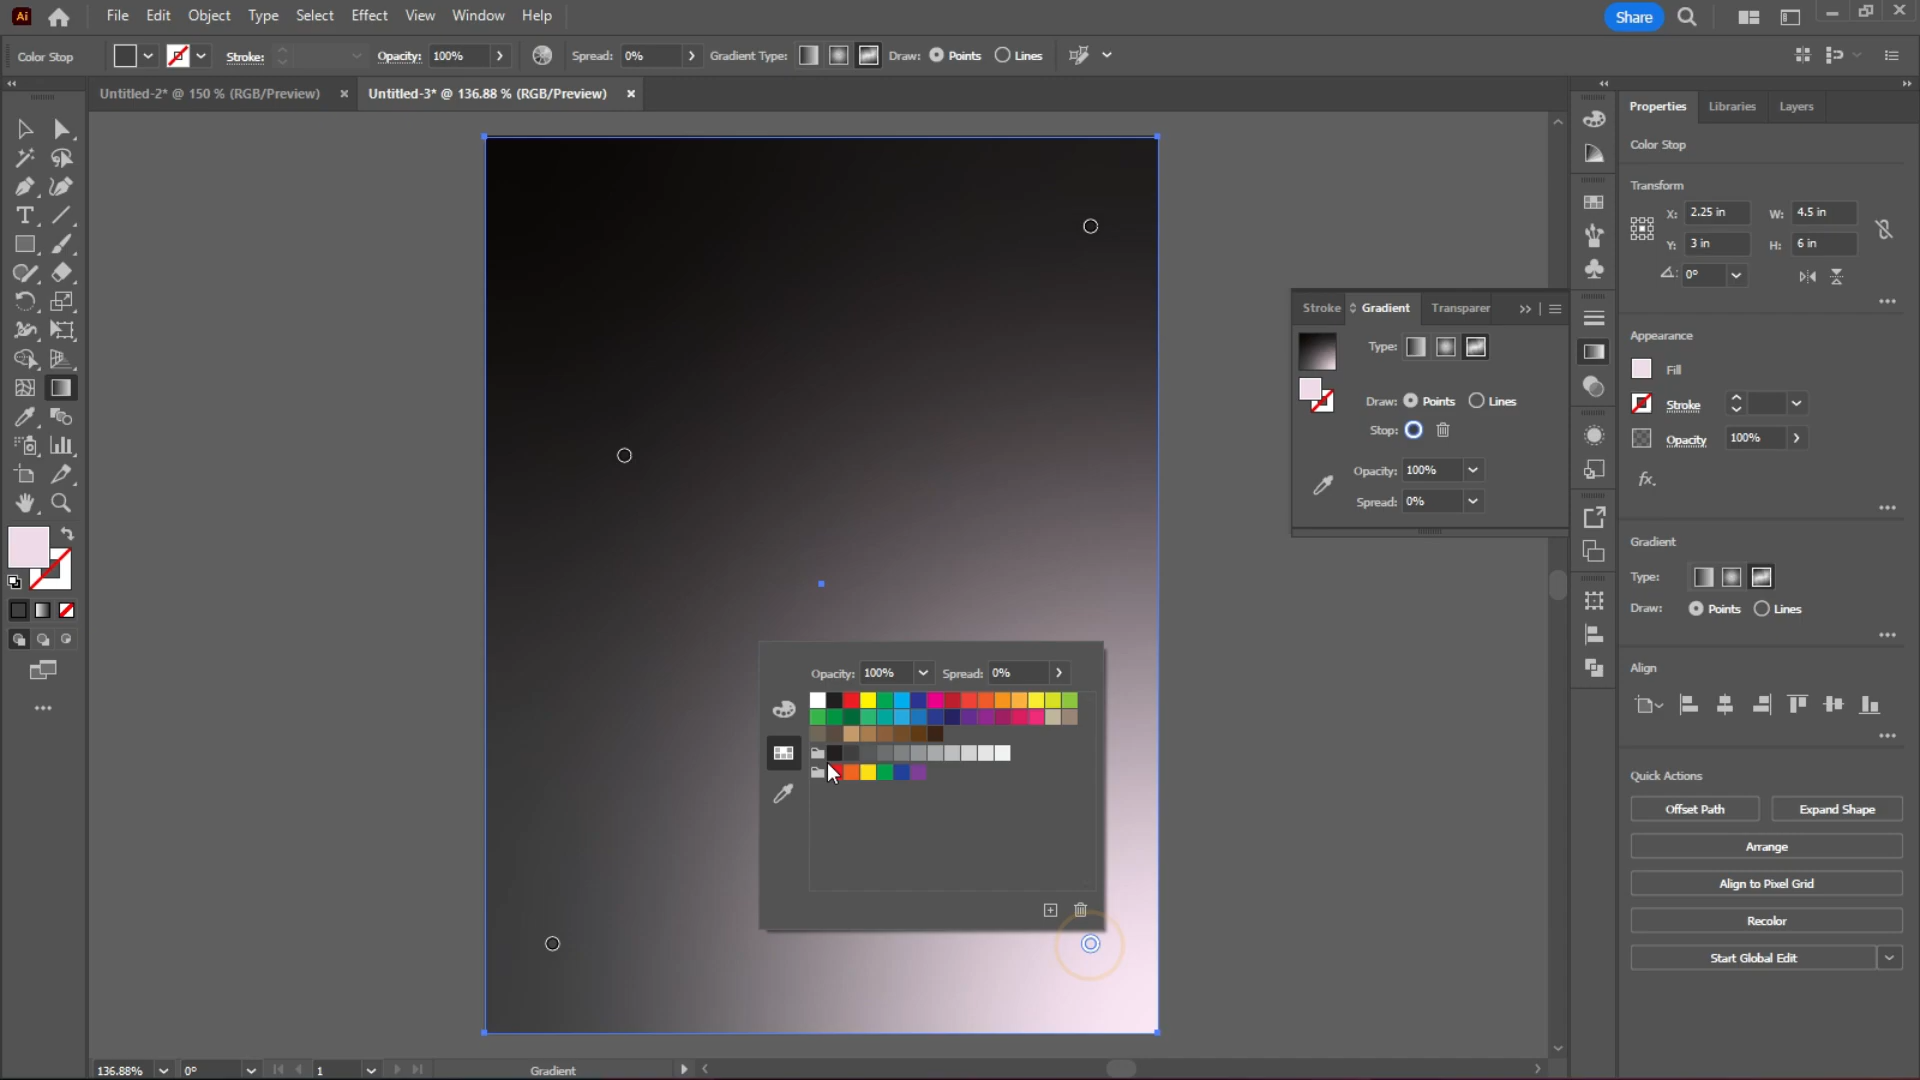 Ai File Edit Object Type Select Effect View Window Help Share
Color Stop Stroke: Opacity: 100% Spread: 0% Gradient Type: Draw: Points Lines
Untitled-2* @ 150 % (RGB/Preview) × Untitled-3* @ 136.88 % (RGB/Preview) ×
Properties Libraries Layers
Color Stop
Transform
X: 2.25 in W: 4.5 in
Y: 3 in H: 6 in
0°
Stroke Gradient Transparer
Type:
Draw: Points Lines
Stop:
Opacity: 100%
Spread: 0%
Appearance
Fill
Stroke
Opacity 100%
fx.
Gradient
Type:
Draw: Points Lines
Opacity: 100% Spread: 0%
Align
Quick Actions
Offset Path Expand Shape
Arrange
Align to Pixel Grid
Recolor
Start Global Edit
136.88% 0° 1 Gradient